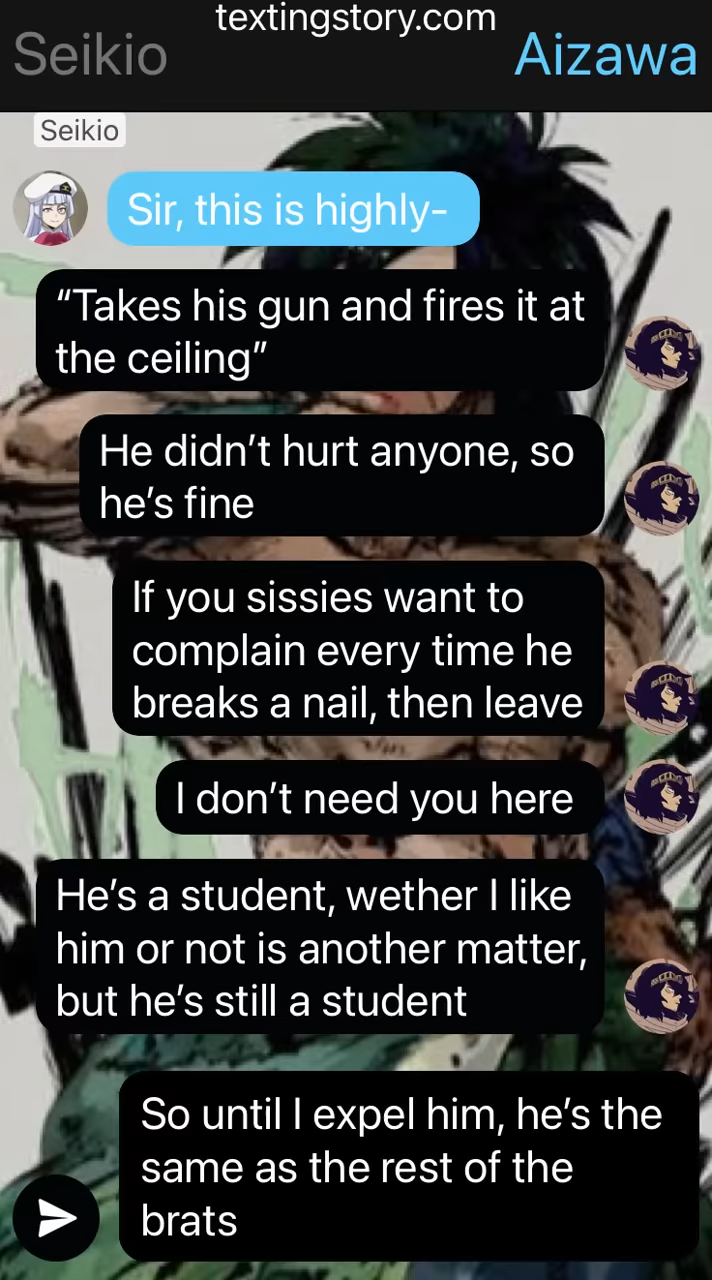 textingstory.com
Seikio
Aizawa
Seikio
Sir, this is highly-
“Takes his gun and fires it at
the ceiling”
He didn’t hurt anyone, so
he’s fine
If you sissies want to
complain every time he
breaks a nail, then leave
I don’t need you here
He’s a student, wether I like
him or not is another matter,
but he’s still a student
So until I expel him, he’s the
same as the rest of the
brats